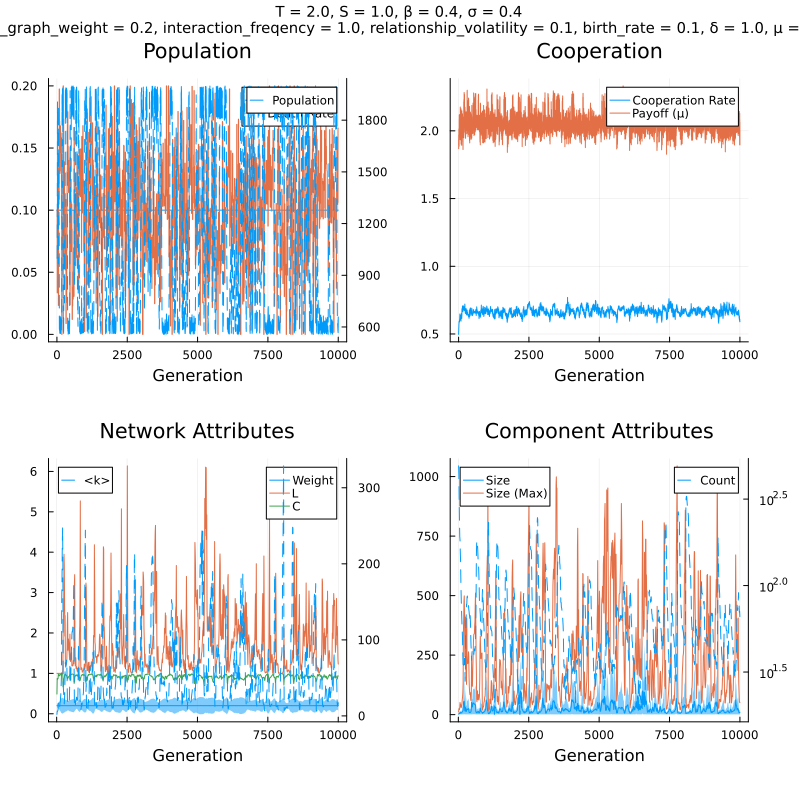 T = 2.0, S = 1.0, β = 0.4, σ = 0.4
_graph_weight = 0.2, interaction_freqency = 1.0, relationship_volatility = 0.1, birth_rate = 0.1, δ = 1.0, μ =
Population
Cooperation
0.20
0.15
0.10
0.05
0.00
Population
1800
1500
1200
900
600
0 2500 5000 7500 10000
Generation
2.0
1.5
1.0
0.5
Cooperation Rate
Payoff (μ)
0 2500 5000 7500 10000
Generation
Network Attributes
Component Attributes
6
5
4
3
2
1
0
<k>
Weight
L
C
300
200
100
0
0 2500 5000 7500 10000
Generation
1000
750
500
250
0
Size
Size (Max)
Count
10^2.5
10^2.0
10^1.5
0 2500 5000 7500 10000
Generation